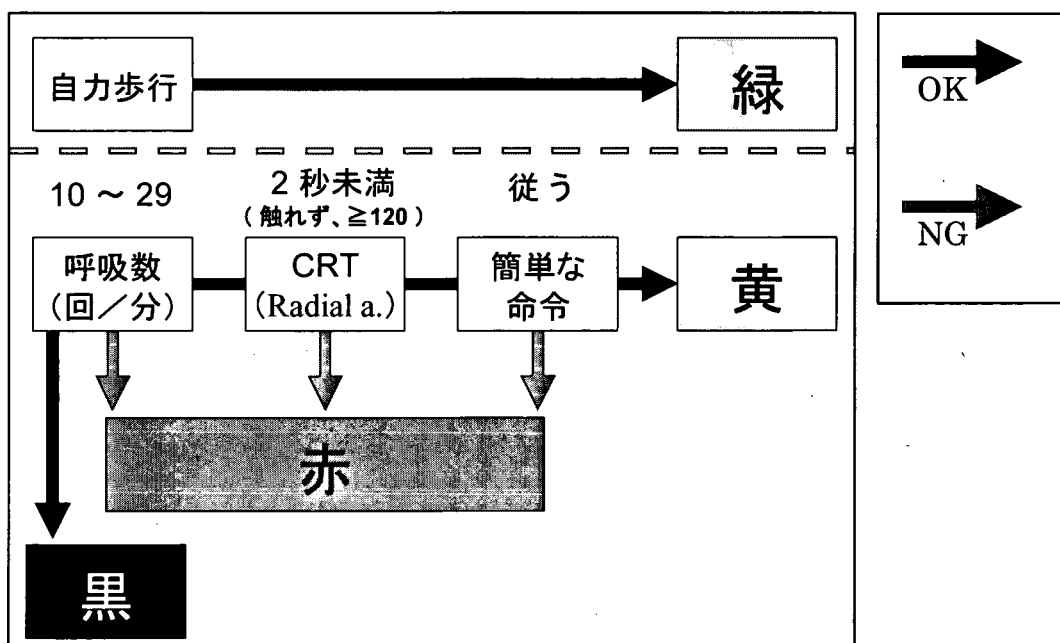 自力歩行
緑
OK
NG
10 ～ 29
2 秒未満
（ 触れず、≧120 ）
従 う
呼吸数
（回／分）
CRT
(Radial a.)
簡単な
命令
黄
赤
黒